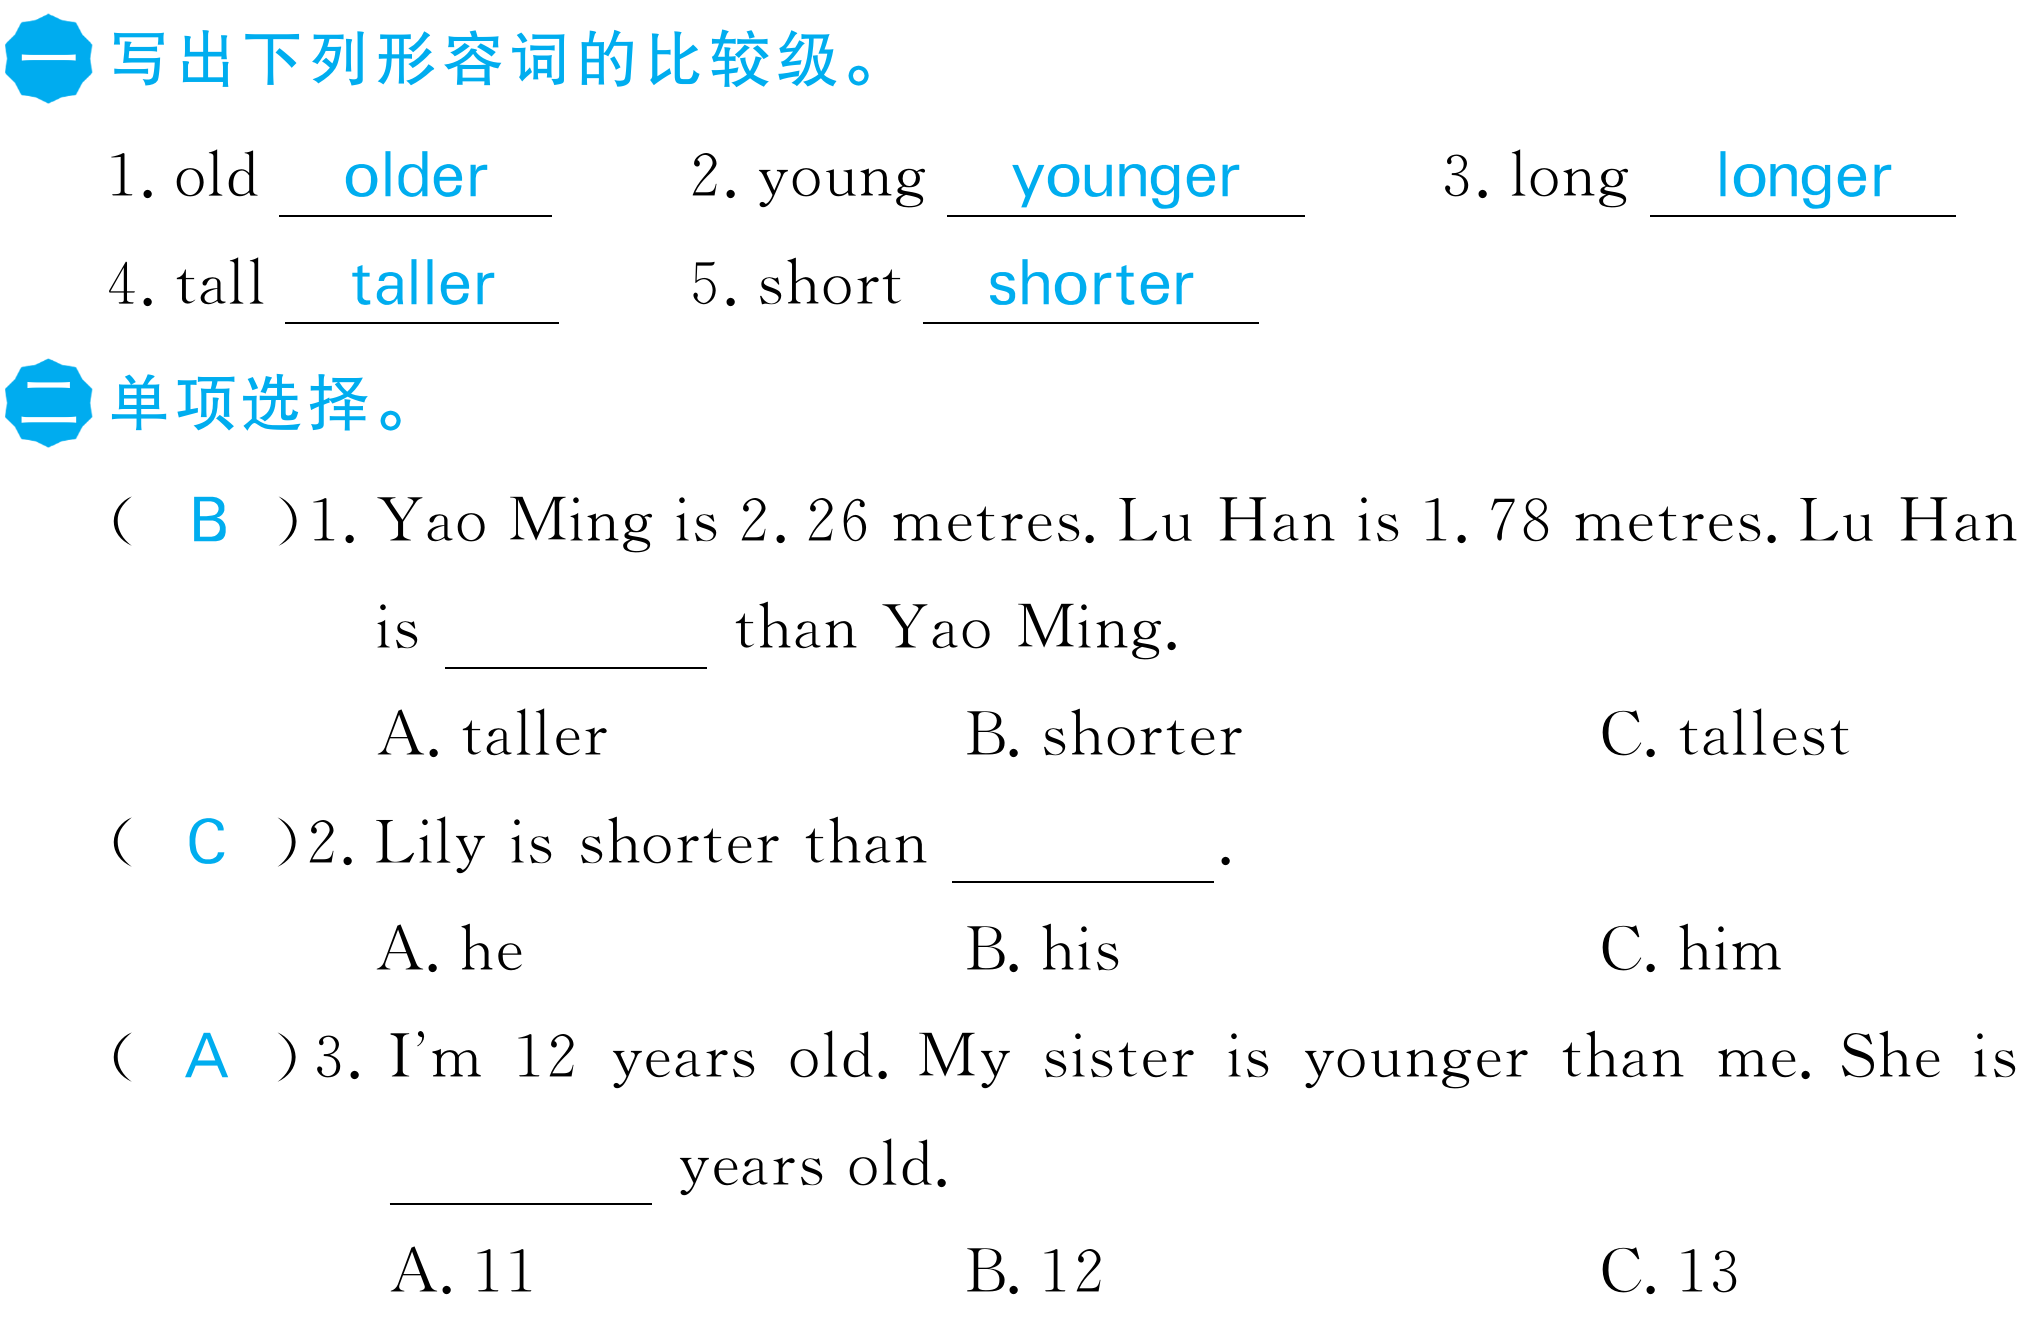 一 写出下列形容词的比较级。
1. old older 2. young younger 3. long longer
4. tall taller 5. short shorter
二 单项选择。
( B )1. Yao Ming is 2.26 metres. Lu Han is 1.78 metres. Lu Han
is ________ than Yao Ming.
A. taller B. shorter C. tallest
( C )2. Lily is shorter than ________.
A. he B. his C. him
( A )3. I'm 12 years old. My sister is younger than me. She is
________ years old.
A. 11 B. 12 C. 13